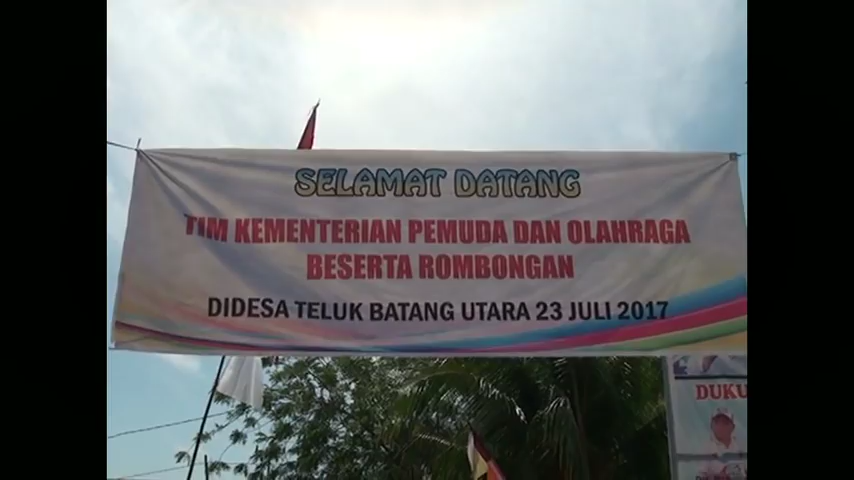 SELAMAT DATANG
TIM KEMENTERIAN PEMUDA DAN OLAHRAGA
BESERTA ROMBONGAN
DIDESA TELUK BATANG UTARA 23 JULI 2017
DUKU